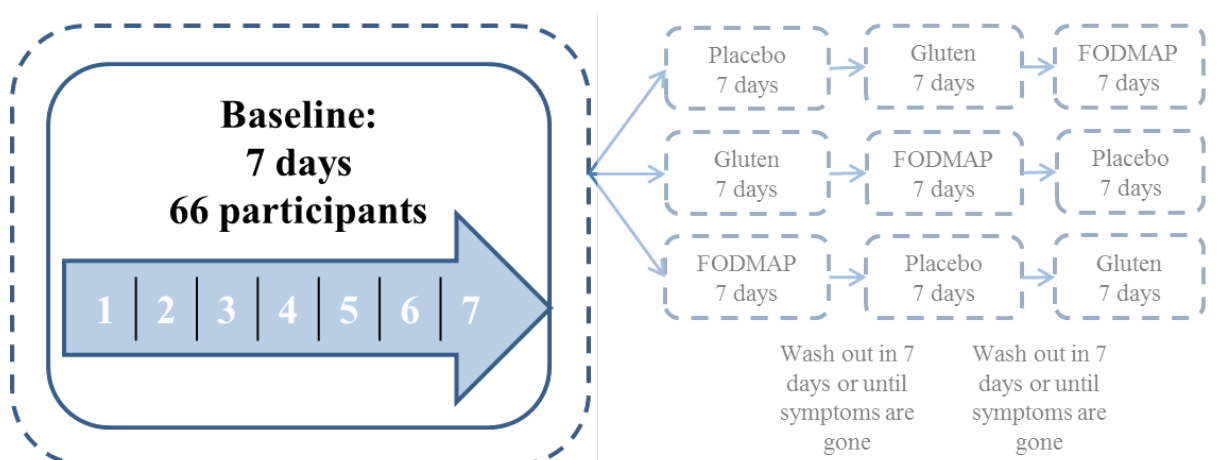 Baseline:
7 days
66 participants
1 2 3 4 5 6 7
Placebo
7 days
Gluten
7 days
FODMAP
7 days
Gluten
7 days
FODMAP
7 days
Placebo
7 days
FODMAP
7 days
Placebo
7 days
Gluten
7 days
Wash out in 7
days or until
symptoms are
gone
Wash out in 7
days or until
symptoms are
gone